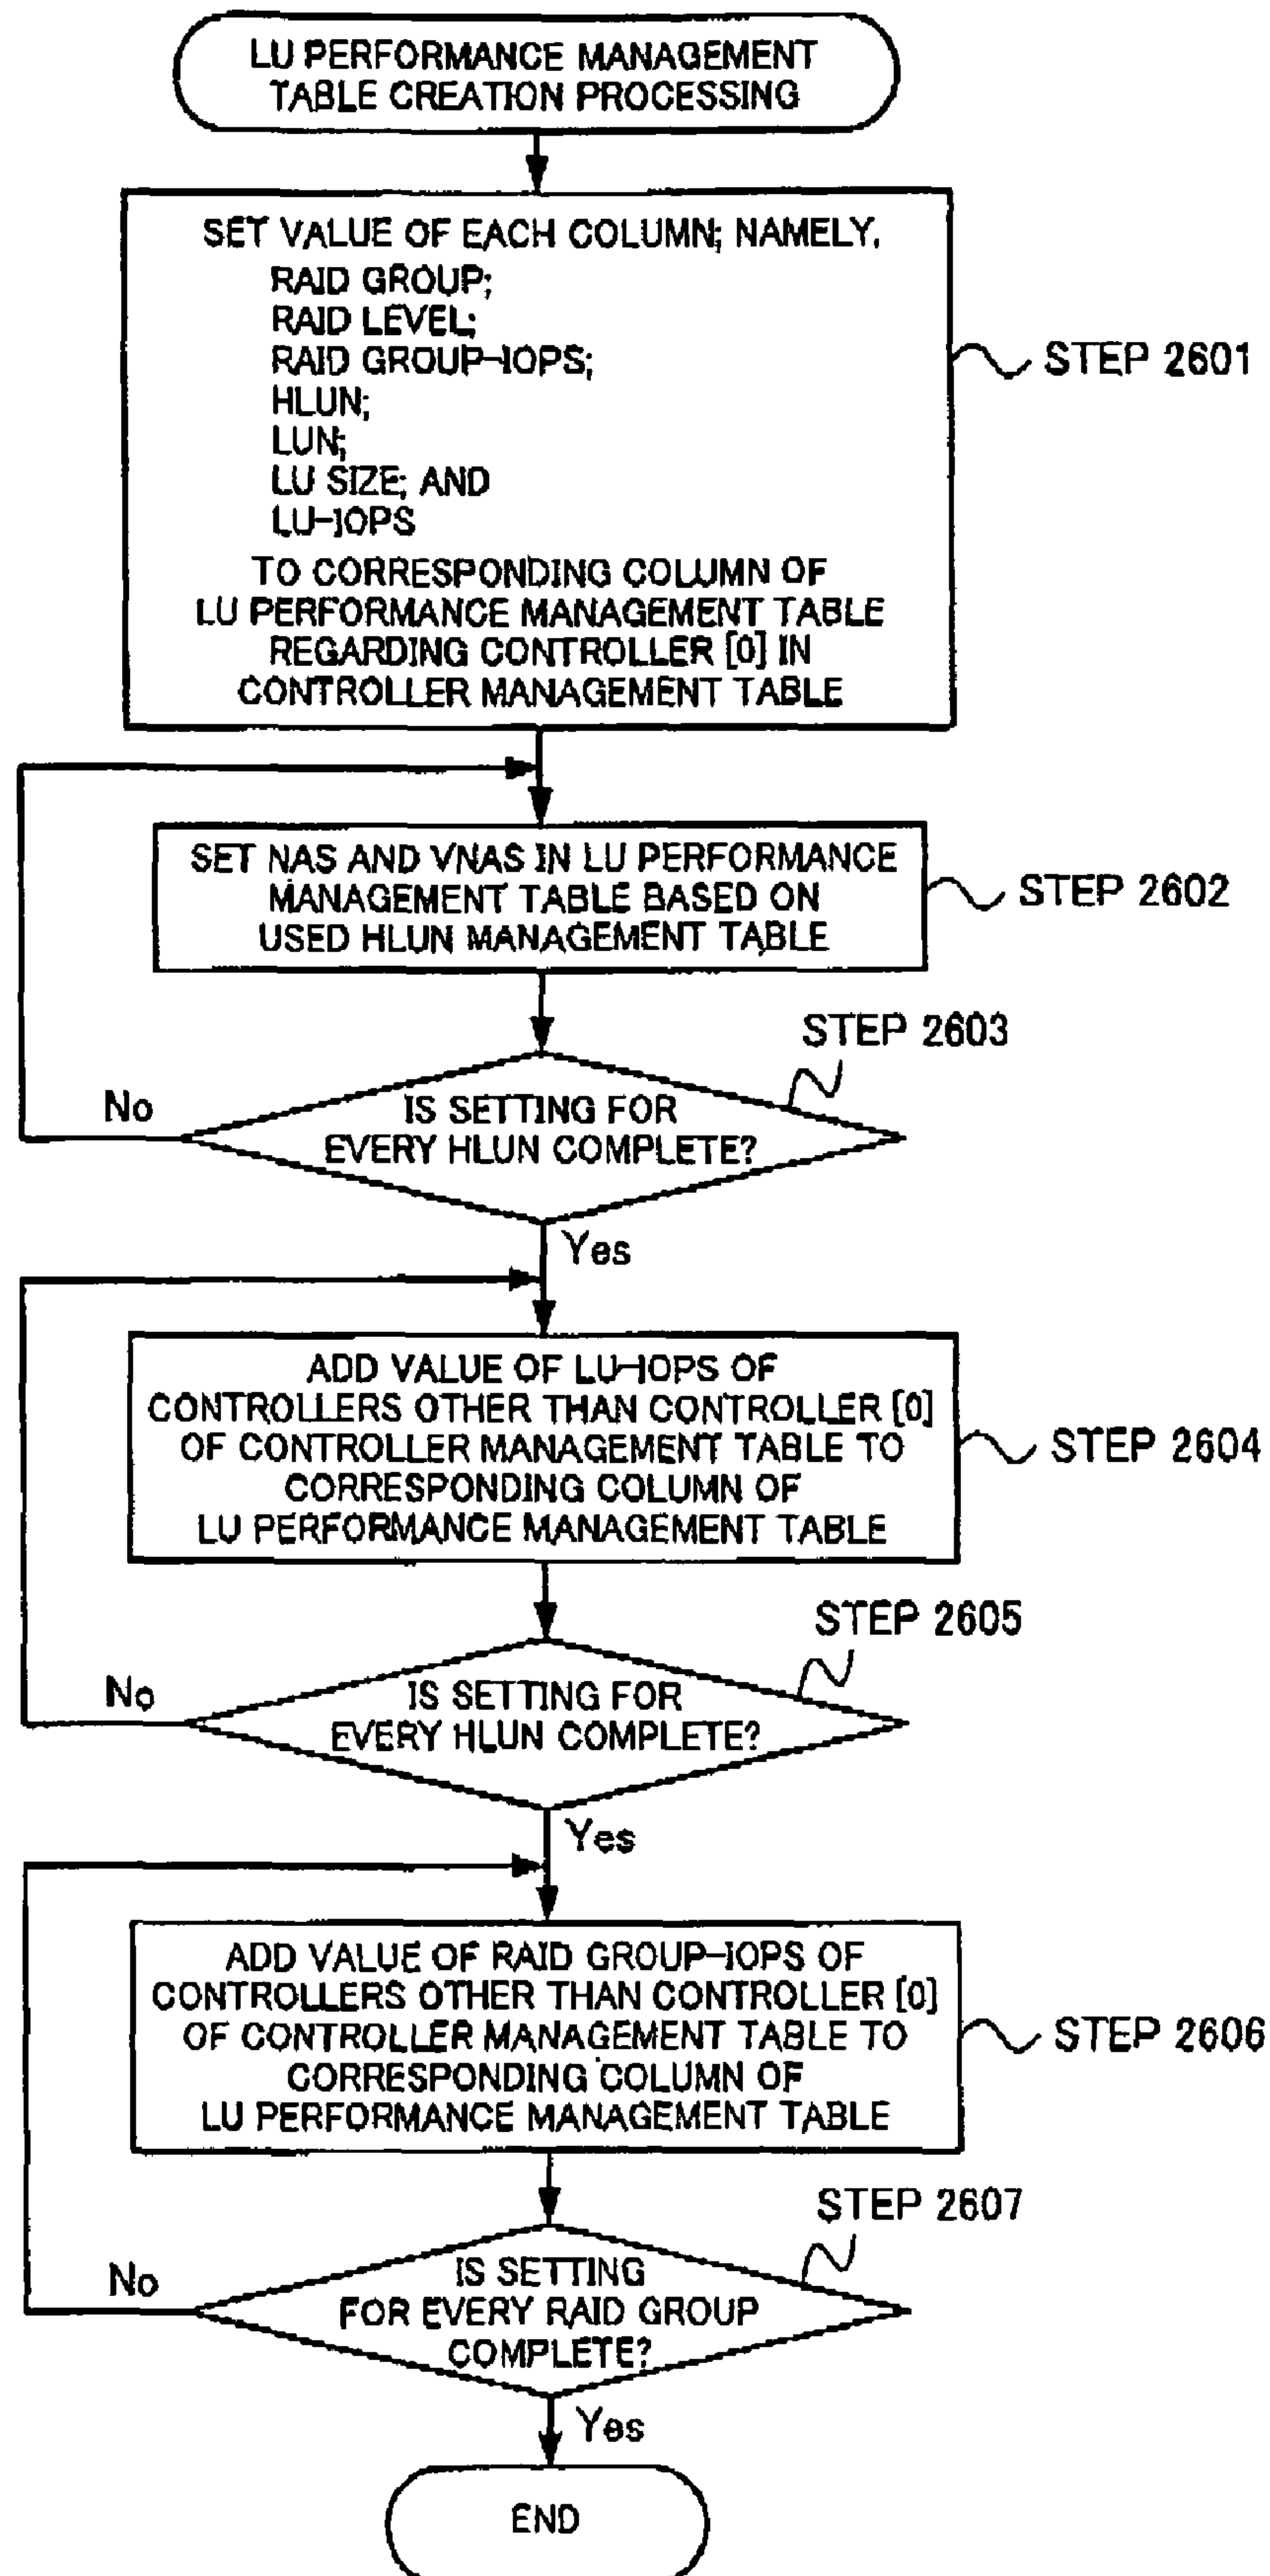 LU PERFORMANCE MANAGEMENT
TABLE CREATION PROCESSING
SET VALUE OF EACH COLUMN; NAMELY,
RAID GROUP;
RAID LEVEL;
RAID GROUP-IOPS;
HLUN;
LUN;
LU SIZE; AND
LU-IOPS
TO CORRESPONDING COLUMN OF
LU PERFORMANCE MANAGEMENT TABLE
REGARDING CONTROLLER [0] IN
CONTROLLER MANAGEMENT TABLE
STEP 2601
SET NAS AND VNAS IN LU PERFORMANCE
MANAGEMENT TABLE BASED ON
USED HLUN MANAGEMENT TABLE
STEP 2602
STEP 2603
IS SETTING FOR
EVERY HLUN COMPLETE?
No
Yes
ADD VALUE OF LU-IOPS OF
CONTROLLERS OTHER THAN CONTROLLER [0]
OF CONTROLLER MANAGEMENT TABLE TO
CORRESPONDING COLUMN OF
LU PERFORMANCE MANAGEMENT TABLE
STEP 2604
STEP 2605
IS SETTING FOR
EVERY HLUN COMPLETE?
No
Yes
ADD VALUE OF RAID GROUP-IOPS OF
CONTROLLERS OTHER THAN CONTROLLER [0]
OF CONTROLLER MANAGEMENT TABLE TO
CORRESPONDING COLUMN OF
LU PERFORMANCE MANAGEMENT TABLE
STEP 2606
STEP 2607
IS SETTING
FOR EVERY RAID GROUP
COMPLETE?
No
Yes
END